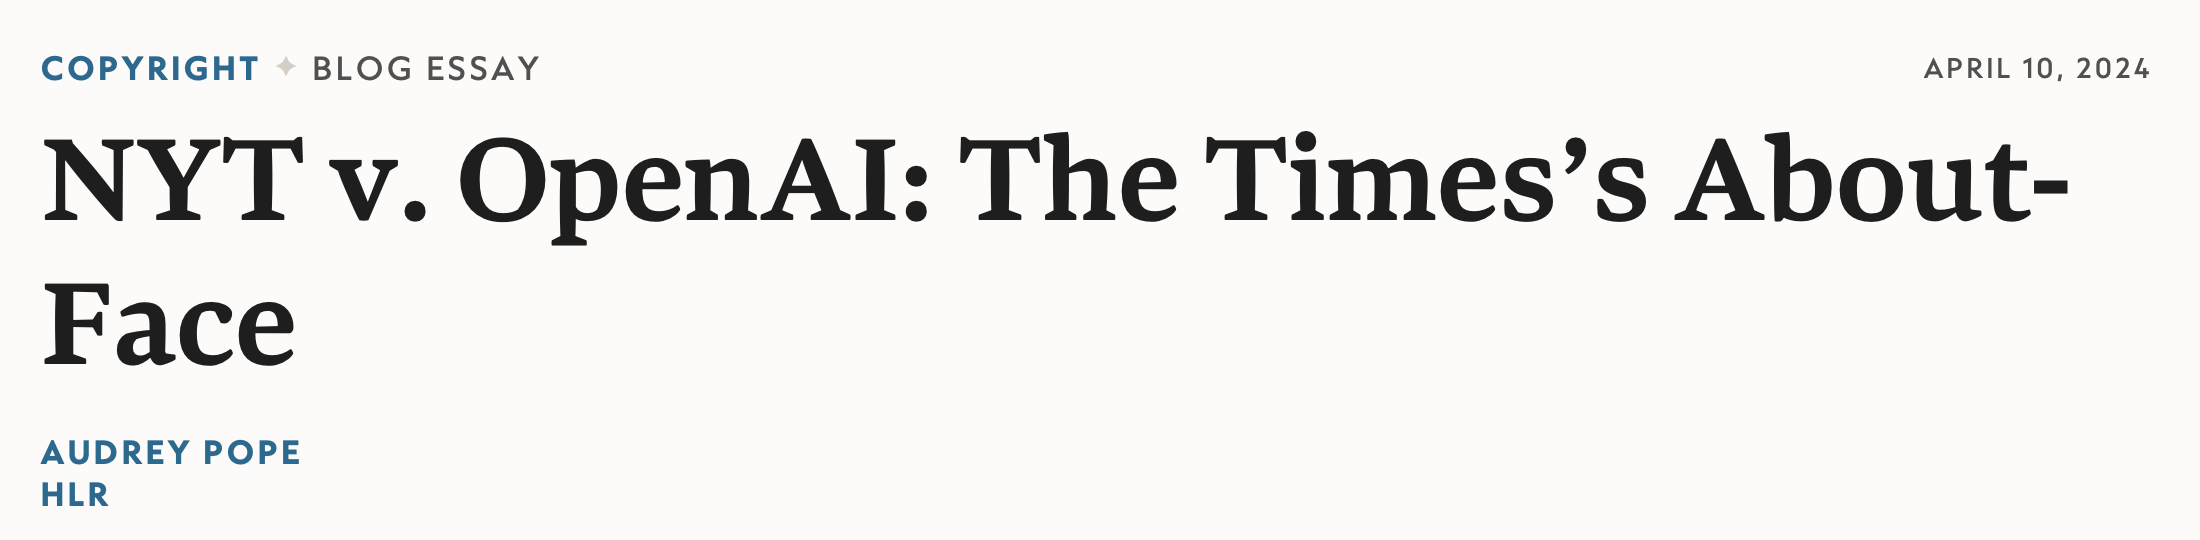 COPYRIGHT ✦ BLOG ESSAY
APRIL 10, 2024
NYT v. OpenAI: The Times’s About-
Face
AUDREY POPE
HLR